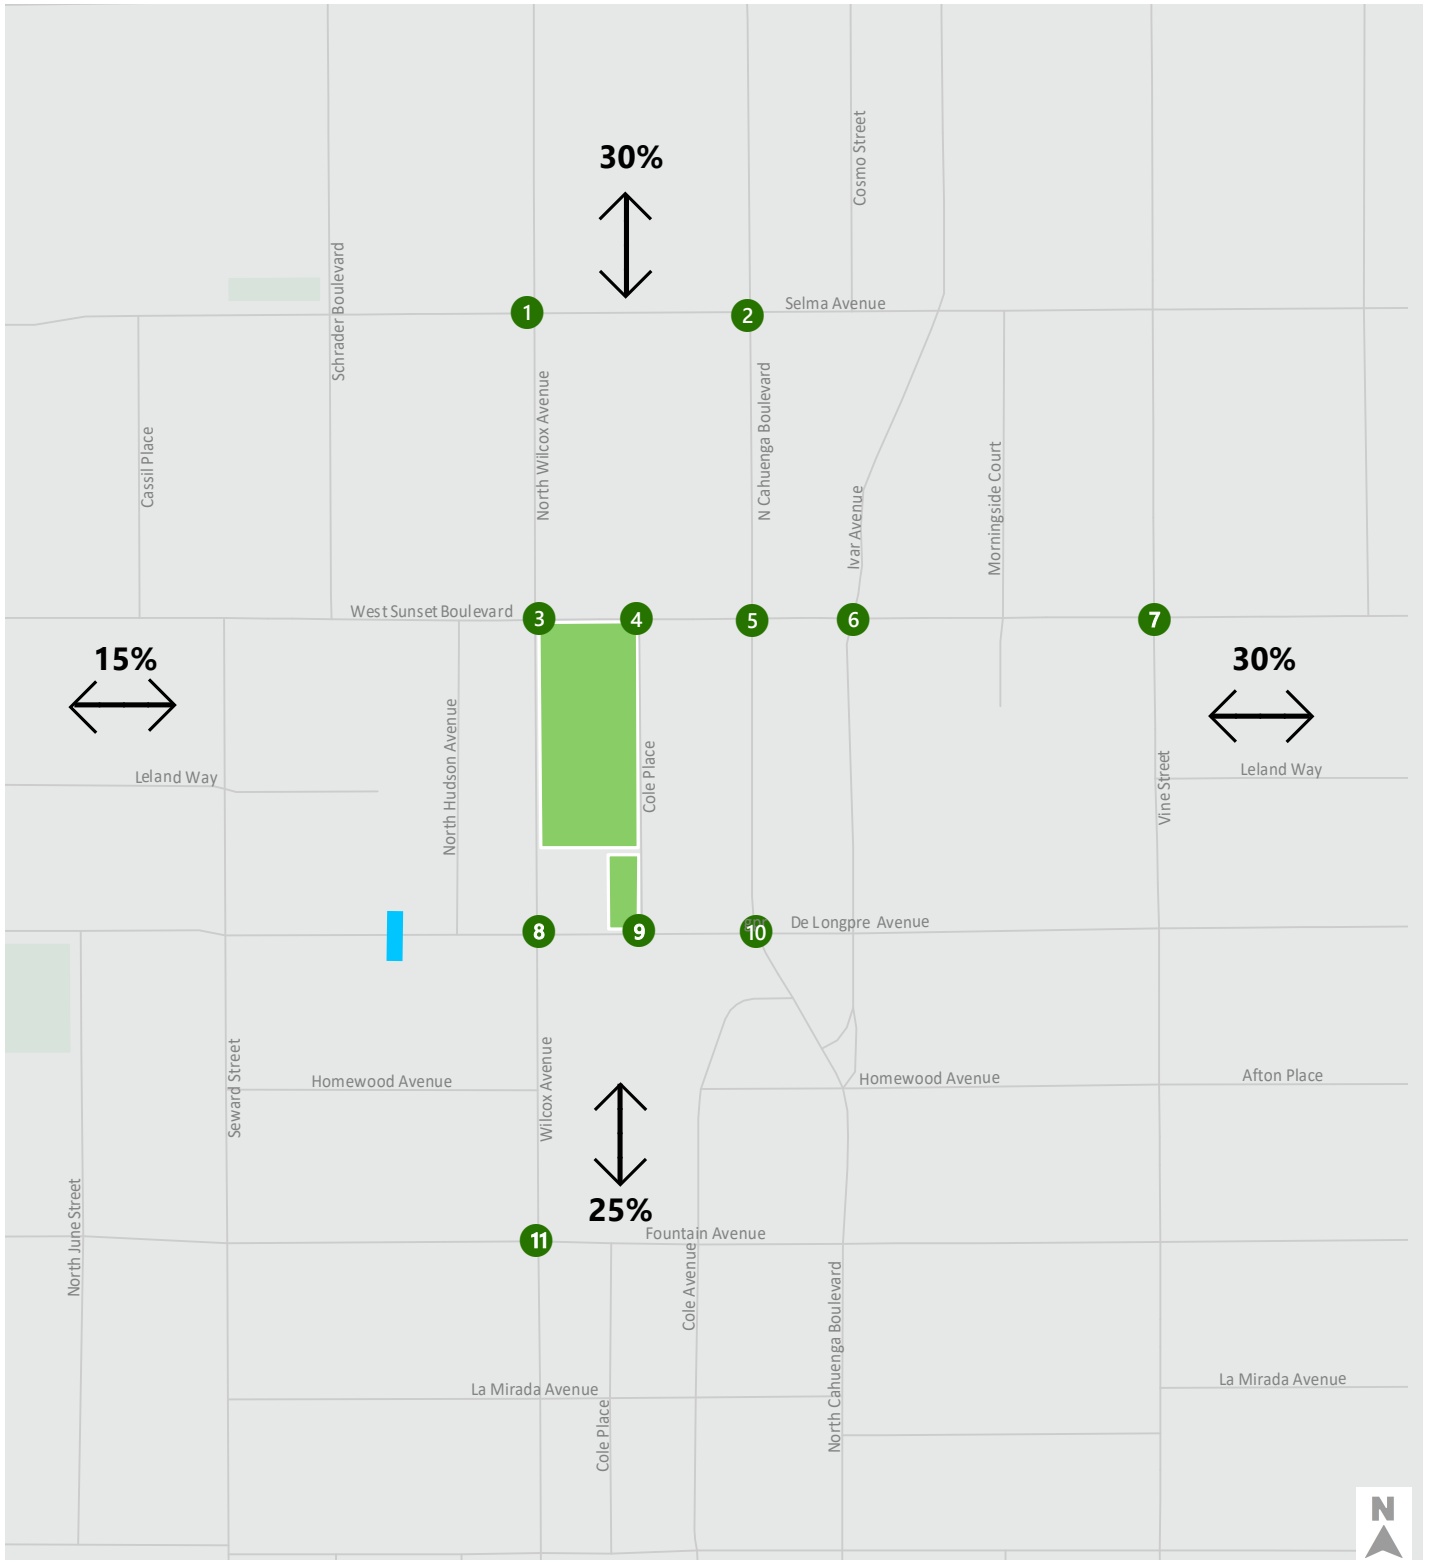 30%
Cosmo Street
Schrader Boulevard
1
2
Selma Avenue
Cassil Place
North Wilcox Avenue
N Cahuenga Boulevard
Ivar Avenue
Morningside Court
West Sunset Boulevard
3
4
5
6
7
15%
30%
Leland Way
North Hudson Avenue
Cole Place
Vine Street
Leland Way
8
9
10
De Longpre Avenue
Seward Street
Homewood Avenue
Wilcox Avenue
Homewood Avenue
Afton Place
25%
North June Street
11
Fountain Avenue
Cole Avenue
North Cahuenga Boulevard
La Mirada Avenue
La Mirada Avenue
Cole Place
N